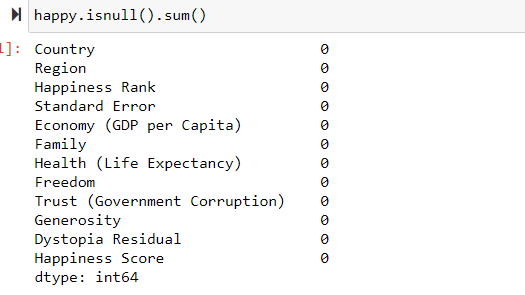 happy.isnull().sum()
]:
Country 0
Region 0
Happiness Rank 0
Standard Error 0
Economy (GDP per Capita) 0
Family 0
Health (Life Expectancy) 0
Freedom 0
Trust (Government Corruption) 0
Generosity 0
Dystopia Residual 0
Happiness Score 0
dtype: int64